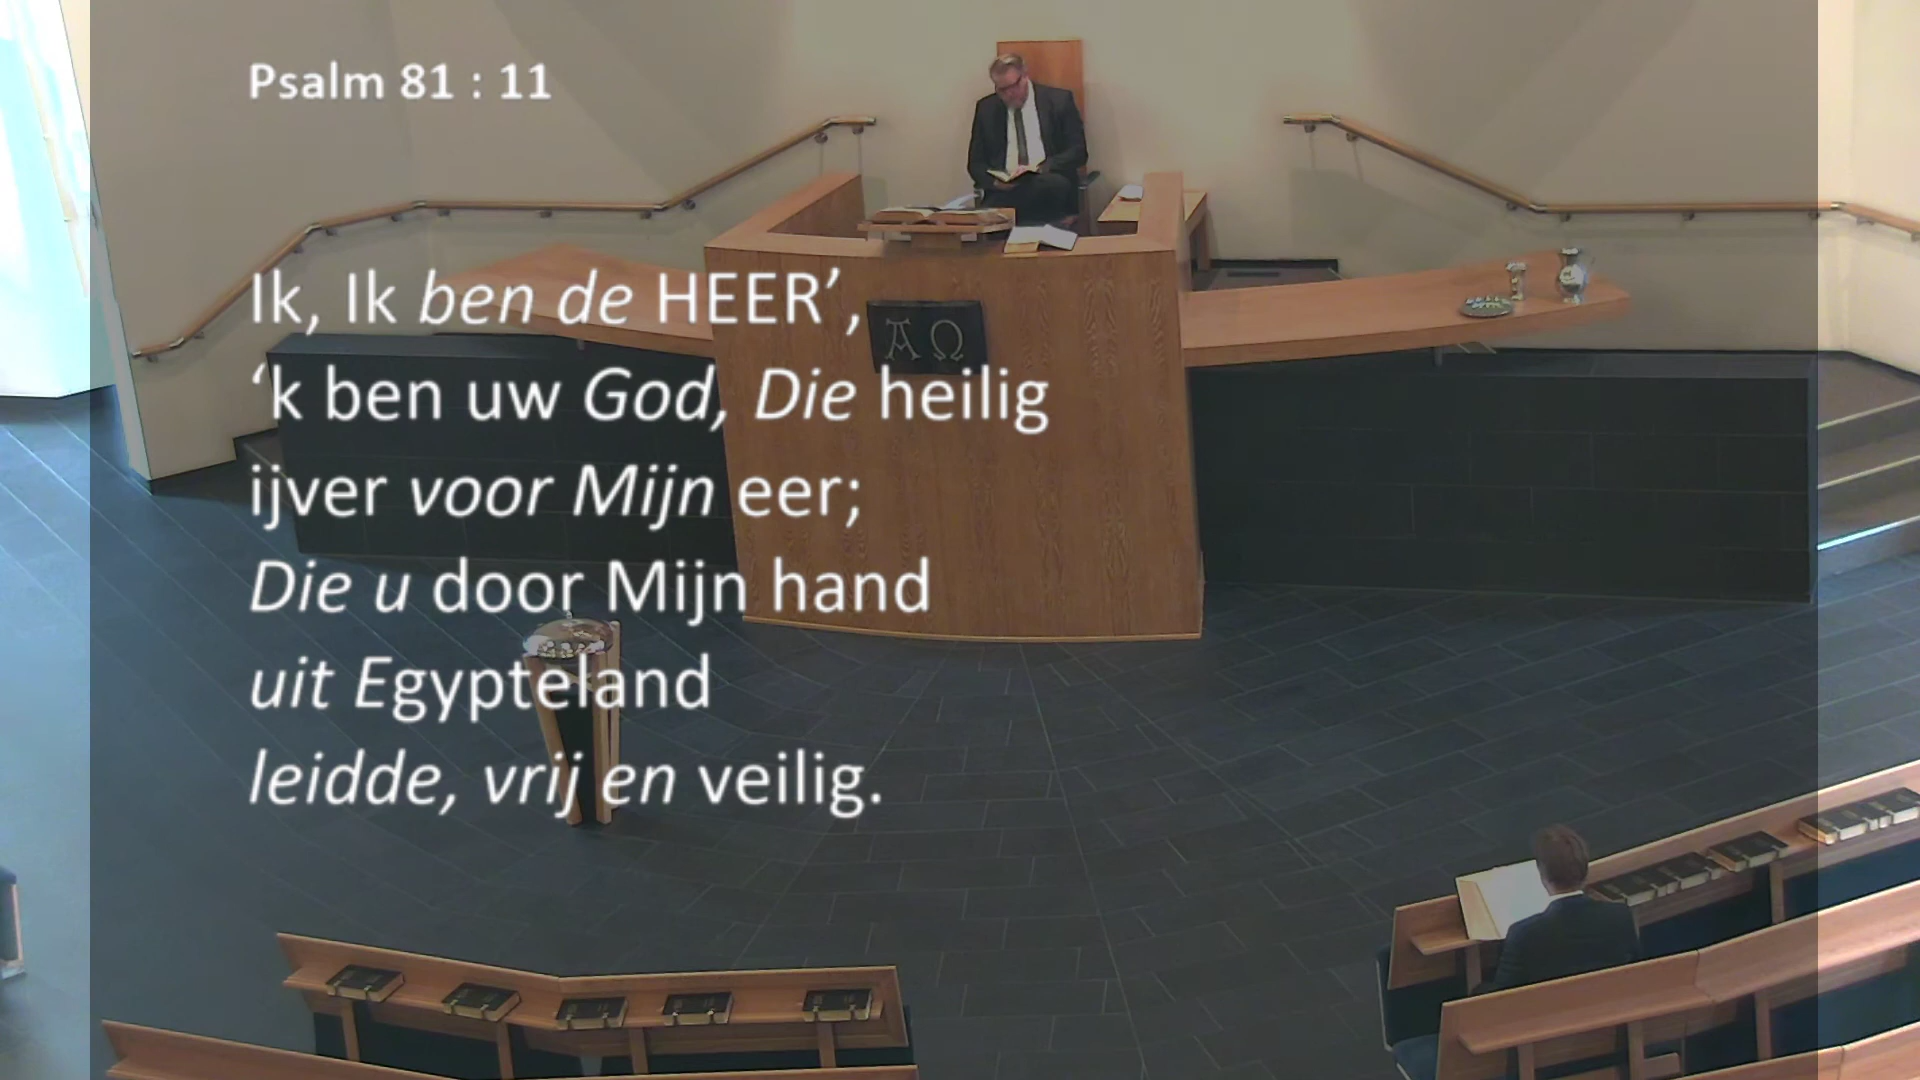 Psalm 81 : 11
Ik, Ik ben de HEER’,
‘k ben uw God, Die heilig
ijver voor Mijn eer;
Die u door Mijn hand
uit Egypteland
leidde, vrij en veilig.
Α Ω